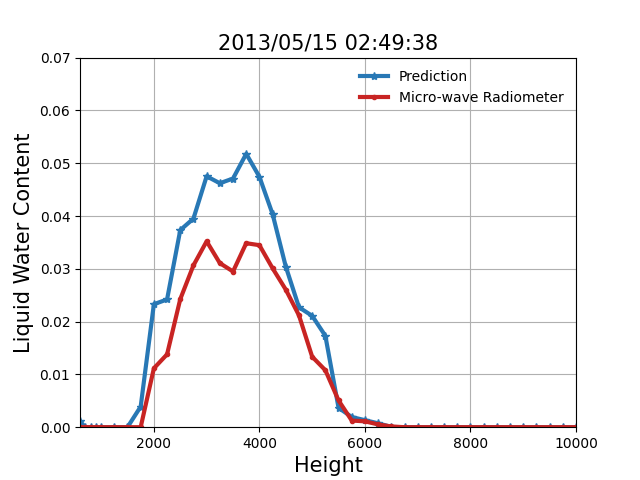 2013/05/15 02:49:38
Prediction
Micro-wave Radiometer
Liquid Water Content
0.07
0.06
0.05
0.04
0.03
0.02
0.01
0.00
2000 4000 6000 8000 10000
Height